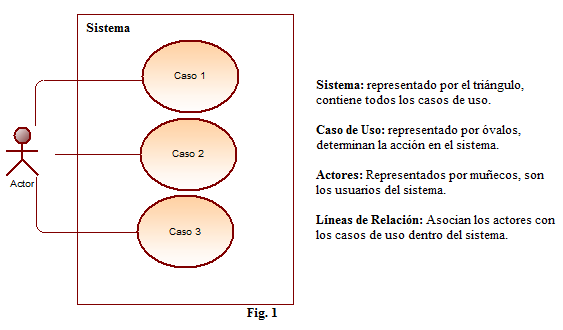 Sistema
Caso 1
Caso 2
Caso 3
Actor
Sistema: representado por el triángulo,
contiene todos los casos de uso.
Caso de Uso: representado por óvalos,
determinan la acción en el sistema.
Actores: Representados por muñecos, son
los usuarios del sistema.
Líneas de Relación: Asocian los actores con
los casos de uso dentro del sistema.
Fig. 1